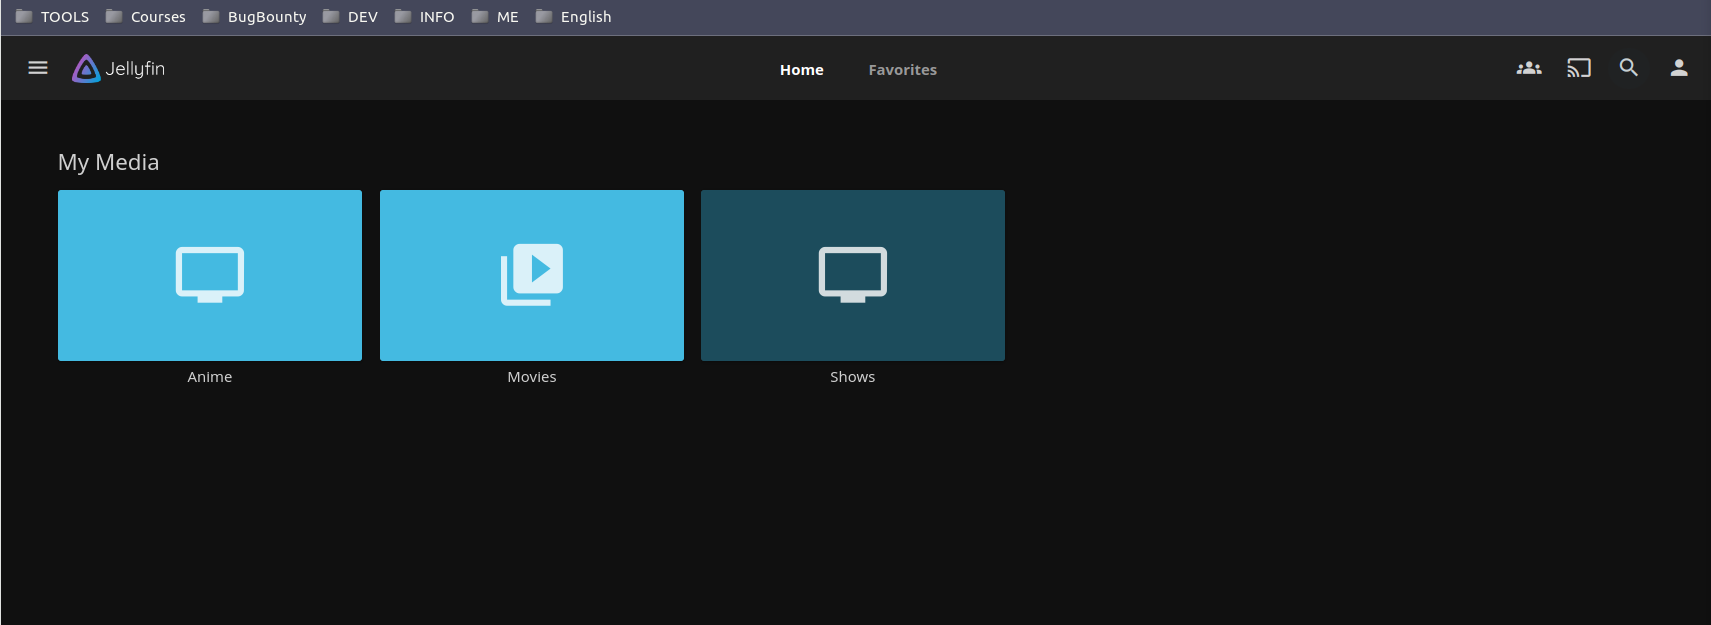 TOOLS Courses BugBounty DEV INFO ME English
Jellyfin Home Favorites
My Media
Anime Movies Shows